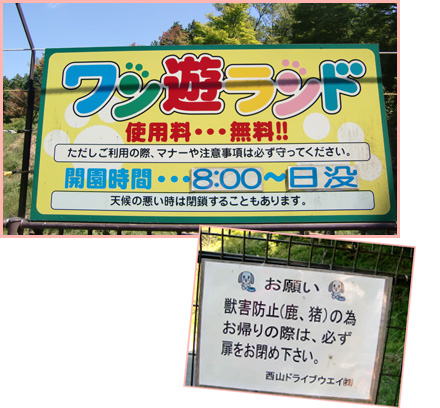 ワン遊ランド
使用料・・・無料!!
ただしご利用の際、マナーや注意事項は必ず守ってください。
開園時間・・・8:00～日没
天候の悪い時は閉鎖することもあります。
お願い
獣害防止(鹿、猪)の為
お帰りの際は、必ず
扉をお閉め下さい。
西山ドライブウエイ㈱